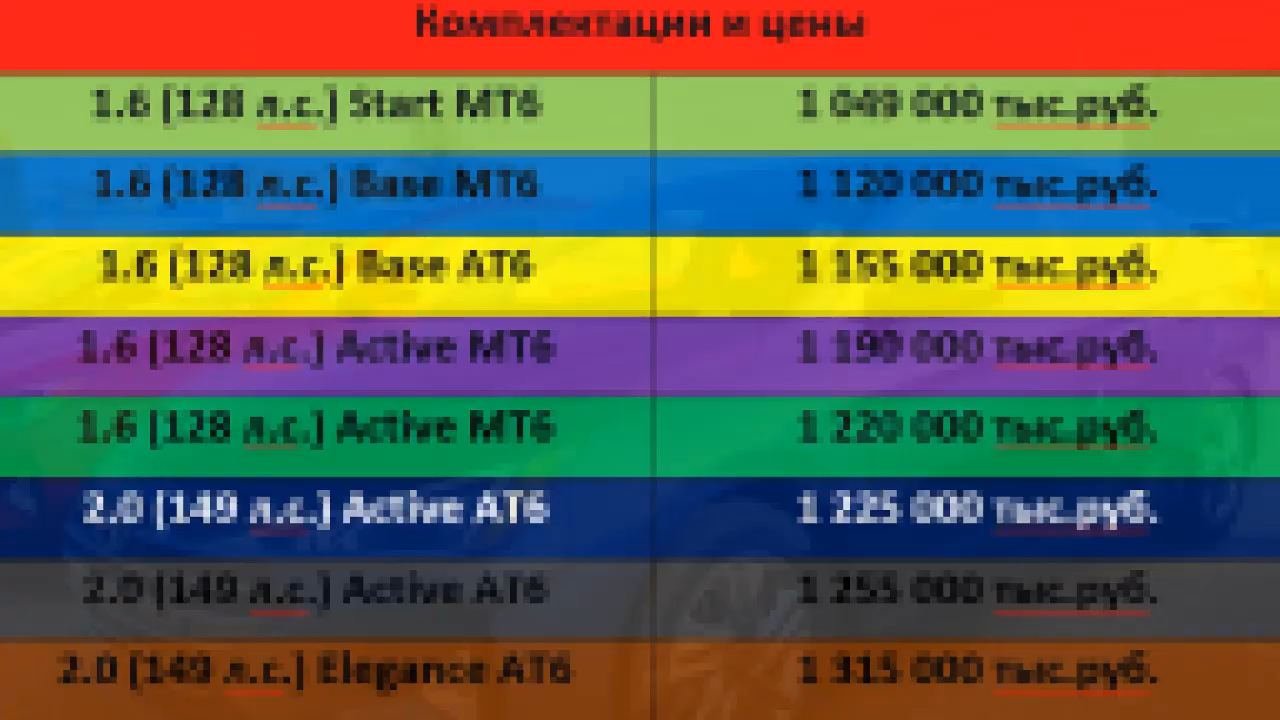 Комплектации и цены
1.6 (128 л.с.) Start MT6 1 049 000 тыс.руб.
1.6 (128 л.с.) Base MT6 1 120 000 тыс.руб.
1.6 (128 л.с.) Base AT6 1 155 000 тыс.руб.
1.6 (128 л.с.) Active MT6 1 190 000 тыс.руб.
1.6 (128 л.с.) Active MT6 1 220 000 тыс.руб.
2.0 (149 л.с.) Active AT6 1 225 000 тыс.руб.
2.0 (149 л.с.) Active AT6 1 255 000 тыс.руб.
2.0 (149 л.с.) Elegance AT6 1 315 000 тыс.руб.